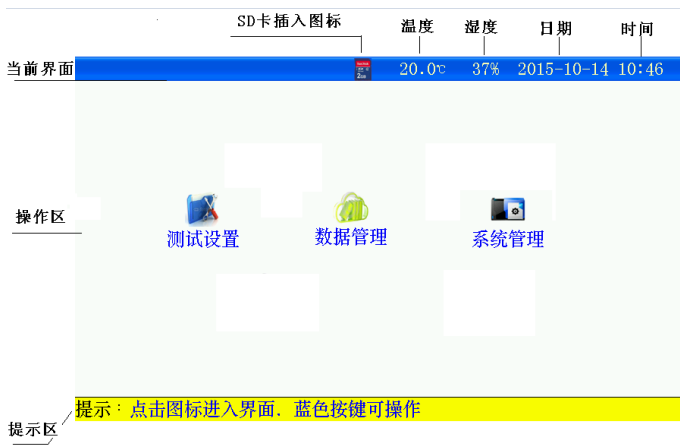 SD卡插入图标 温度 湿度 日期 时间
当前界面 20.0℃ 37% 2015-10-14 10:46
操作区
测试设置 数据管理 系统管理
提示：点击图标进入界面．蓝色按键可操作
提示区